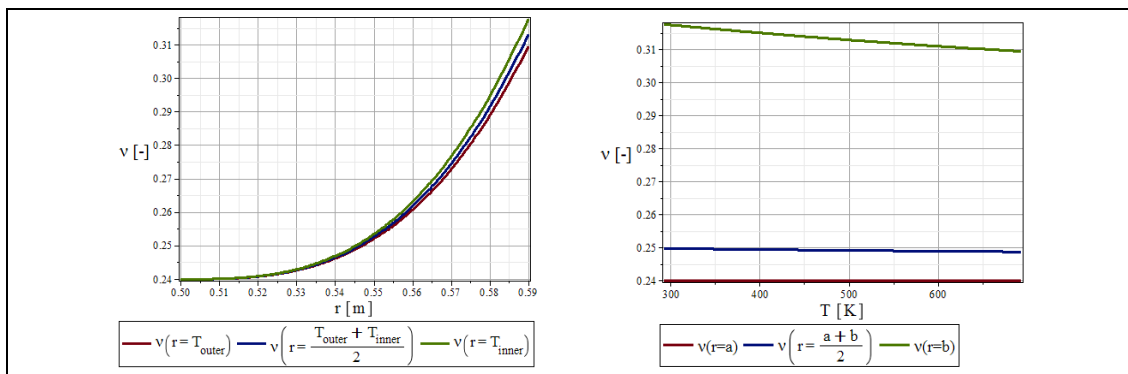 0.31
0.30
0.29
0.28
ν [-]
0.27
0.26
0.25
0.24
0.50 0.51 0.52 0.53 0.54 0.55 0.56 0.57 0.58 0.59
r [m]
ν(r = T_outer) ν(r = (T_outer + T_inner)/2) ν(r = T_inner)
0.31
0.30
0.29
0.28
ν [-]
0.27
0.26
0.25
0.24
300 400 500 600
T [K]
ν(r=a) ν(r = (a + b)/2) ν(r=b)